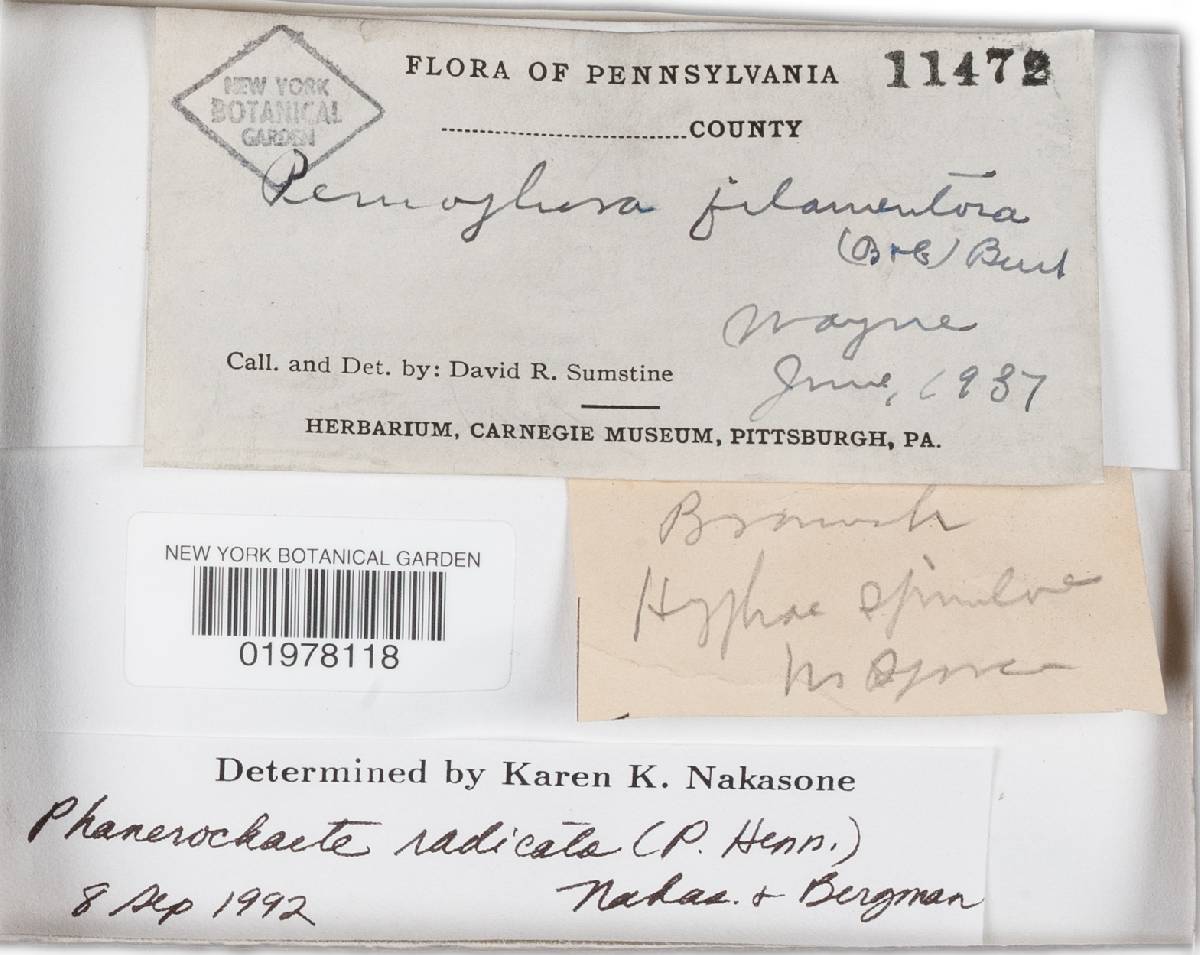 NEW YORK
BOTANICAL
GARDEN
FLORA OF PENNSYLVANIA 11472
COUNTY
Peniophora filamentosa
(B & C) Burt
Wayne
June, 1937
Call. and Det. by: David R. Sumstine
HERBARIUM, CARNEGIE MUSEUM, PITTSBURGH, PA.
Brownish
Hyphae
NEW YORK BOTANICAL GARDEN
01978118
Determined by Karen K. Nakasone
Phanerochaete radicata (P. Henn.)
Nakas. & Bergman
8 Sep 1992